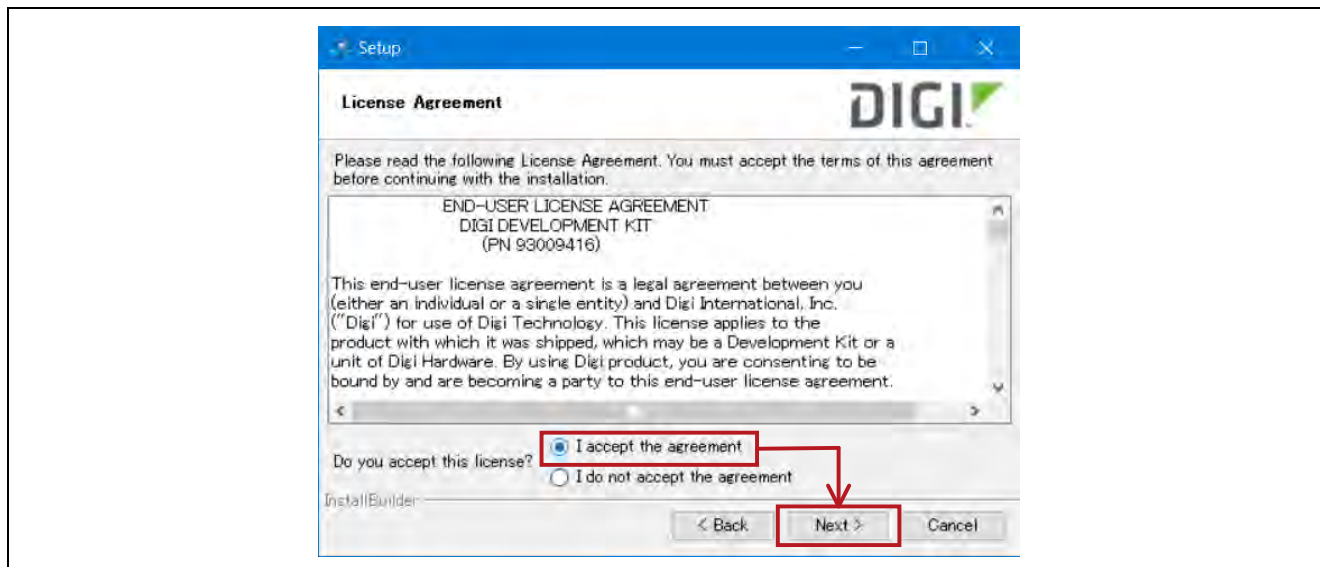 Setup
License Agreement
DIGI
Please read the following License Agreement. You must accept the terms of this agreement
before continuing with the installation.
END-USER LICENSE AGREEMENT
DIGI DEVELOPMENT KIT
(PN 93009416)
This end-user license agreement is a legal agreement between you
(either an individual or a single entity) and Digi International, Inc.
("Digi") for use of Digi Technology. This license applies to the
product with which it was shipped, which may be a Development Kit or a
unit of Digi Hardware. By using Digi product, you are consenting to be
bound by and are becoming a party to this end-user license agreement.
Do you accept this license?
I accept the agreement
I do not accept the agreement
InstallBuilder
< Back
Next >
Cancel